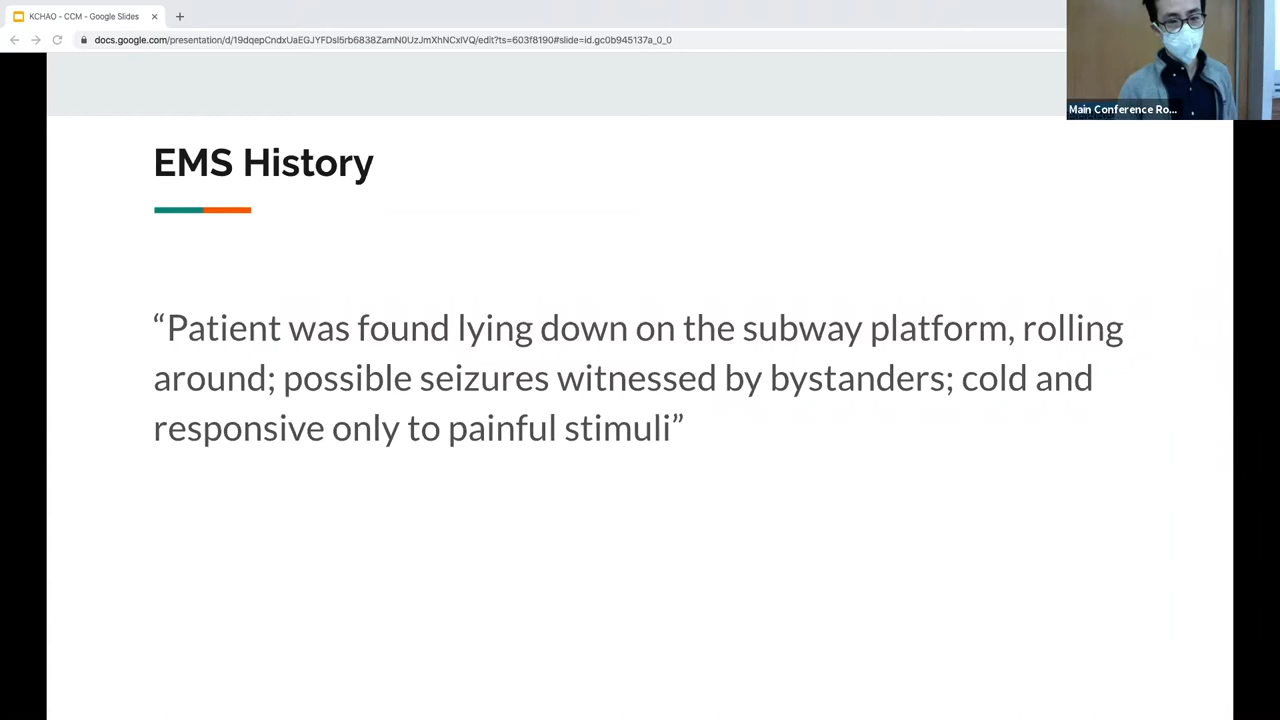 KCHAO - CCM - Google Slides
docs.google.com/presentation/d/19dqepCndxUaEGJYFDsl5rb6838ZamN0UzJmXhNCxlVQ/edit?ts=603f8190#slide=id.gc0b945137a_0_0
Main Conference Ro...
EMS History
“Patient was found lying down on the subway platform, rolling
around; possible seizures witnessed by bystanders; cold and
responsive only to painful stimuli”